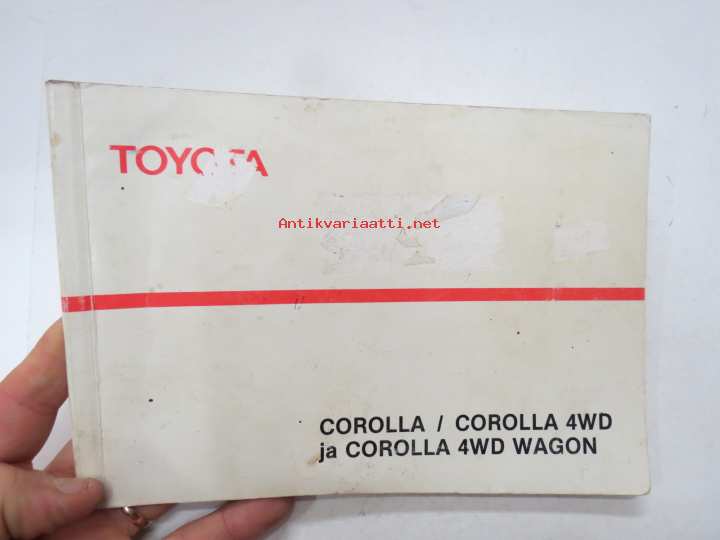 TOYOTA
Antikvariaatti.net
COROLLA / COROLLA 4WD
ja COROLLA 4WD WAGON